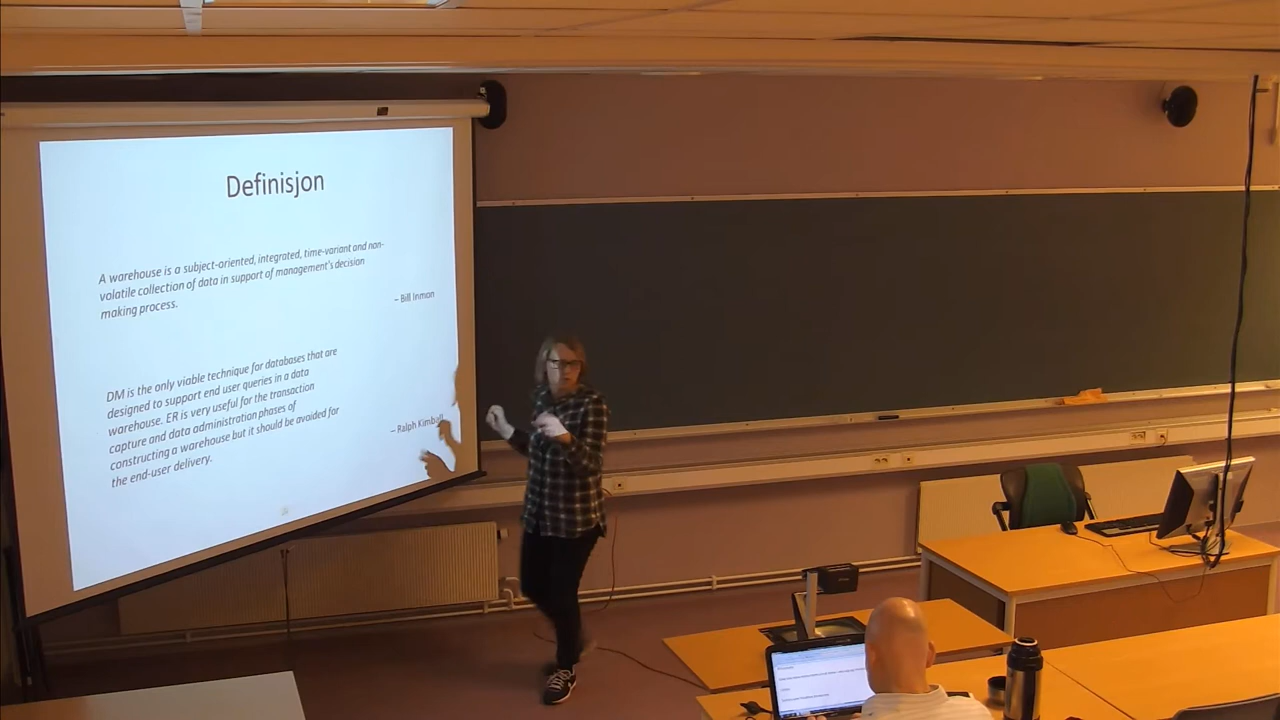 Definisjon
A warehouse is a subject-oriented, integrated, time-variant and non-
volatile collection of data in support of management's decision
making process.
– Bill Inmon
DM is the only viable technique for databases that are
designed to support end user queries in a data
warehouse. ER is very useful for the transaction
capture and data administration phases of
constructing a warehouse but it should be avoided for
the end-user delivery.
– Ralph Kimball